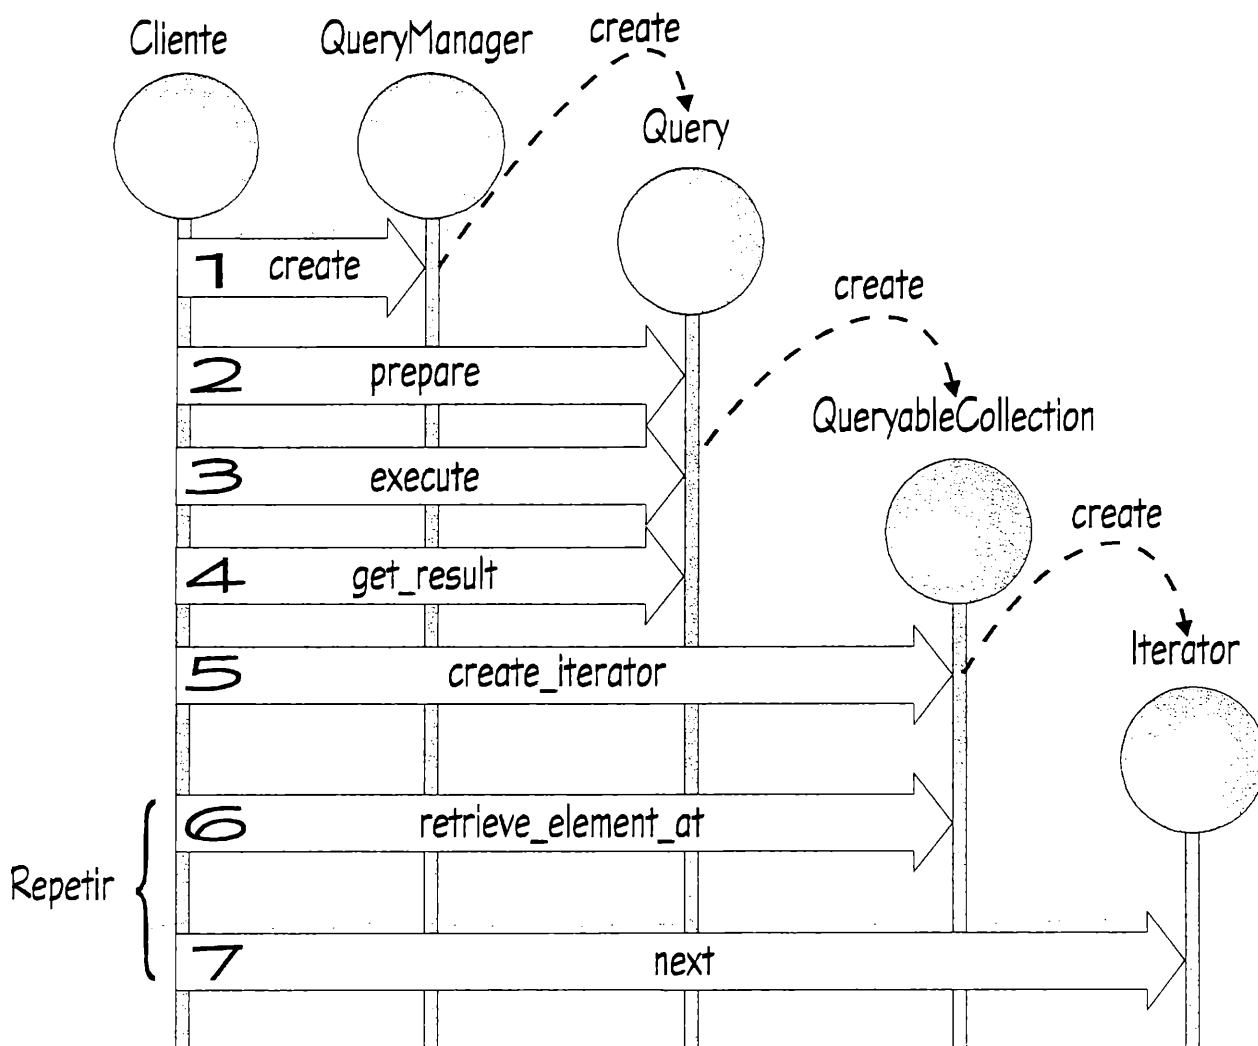 Cliente
QueryManager
create
Query
1 create
create
2 prepare
QueryableCollection
3 execute
create
4 get_result
Iterator
5 create_iterator
6 retrieve_element_at
Repetir
7 next